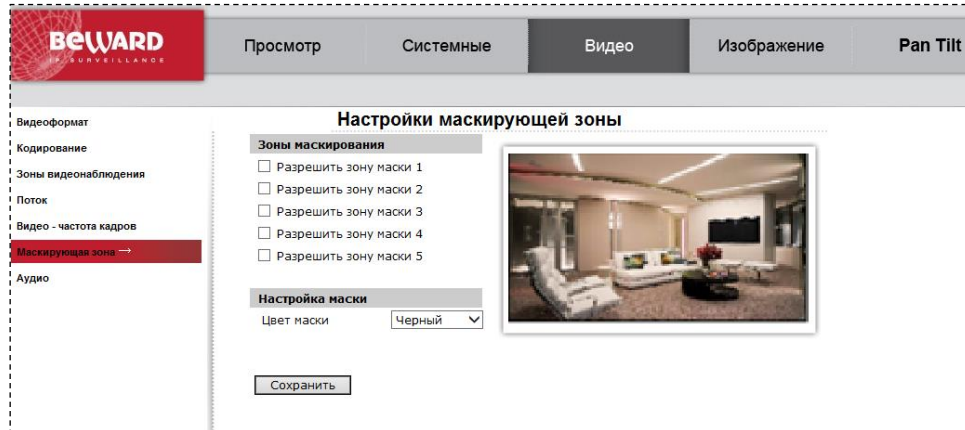 BEWARD
IP SURVEILLANCE
Просмотр
Системные
Видео
Изображение
Pan Tilt
Видеоформат
Кодирование
Зоны видеонаблюдения
Поток
Видео - частота кадров
Маскирующая зона →
Аудио
Настройки маскирующей зоны
Зоны маскирования
Разрешить зону маски 1
Разрешить зону маски 2
Разрешить зону маски 3
Разрешить зону маски 4
Разрешить зону маски 5
Настройка маски
Цвет маски Черный
Сохранить